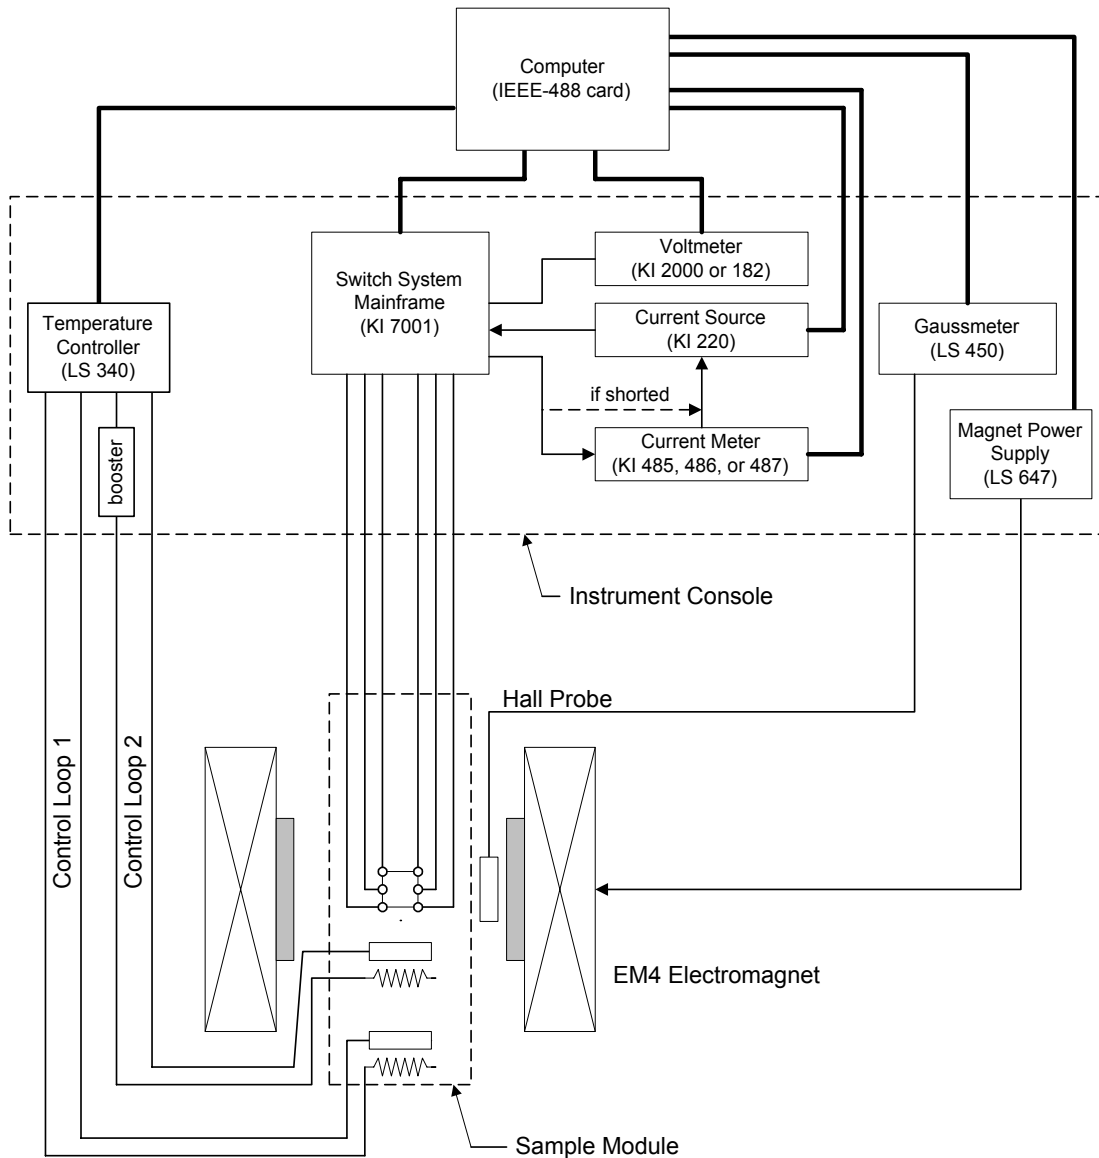 Computer
(IEEE-488 card)
Voltmeter
(KI 2000 or 182)
Switch System
Mainframe
(KI 7001)
Temperature
Controller
(LS 340)
Current Source
(KI 220)
Gaussmeter
(LS 450)
if shorted
Current Meter
(KI 485, 486, or 487)
Magnet Power
Supply
(LS 647)
booster
Instrument Console
Hall Probe
Control Loop 1
Control Loop 2
EM4 Electromagnet
Sample Module